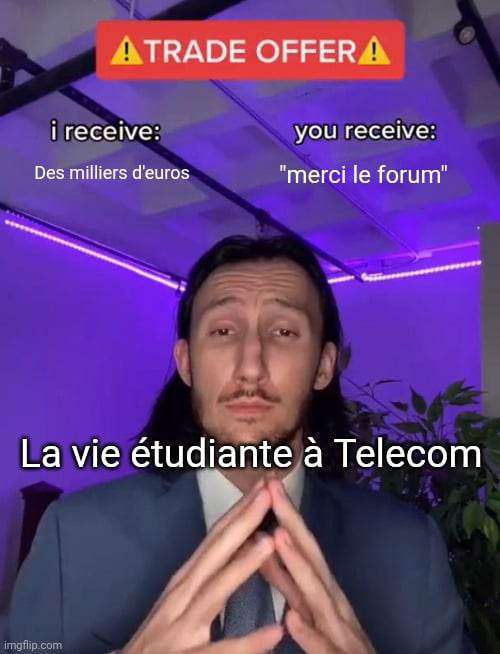 ⚠️TRADE OFFER⚠️
i receive:
you receive:
Des milliers d'euros
"merci le forum"
La vie étudiante à Telecom
imgflip.com